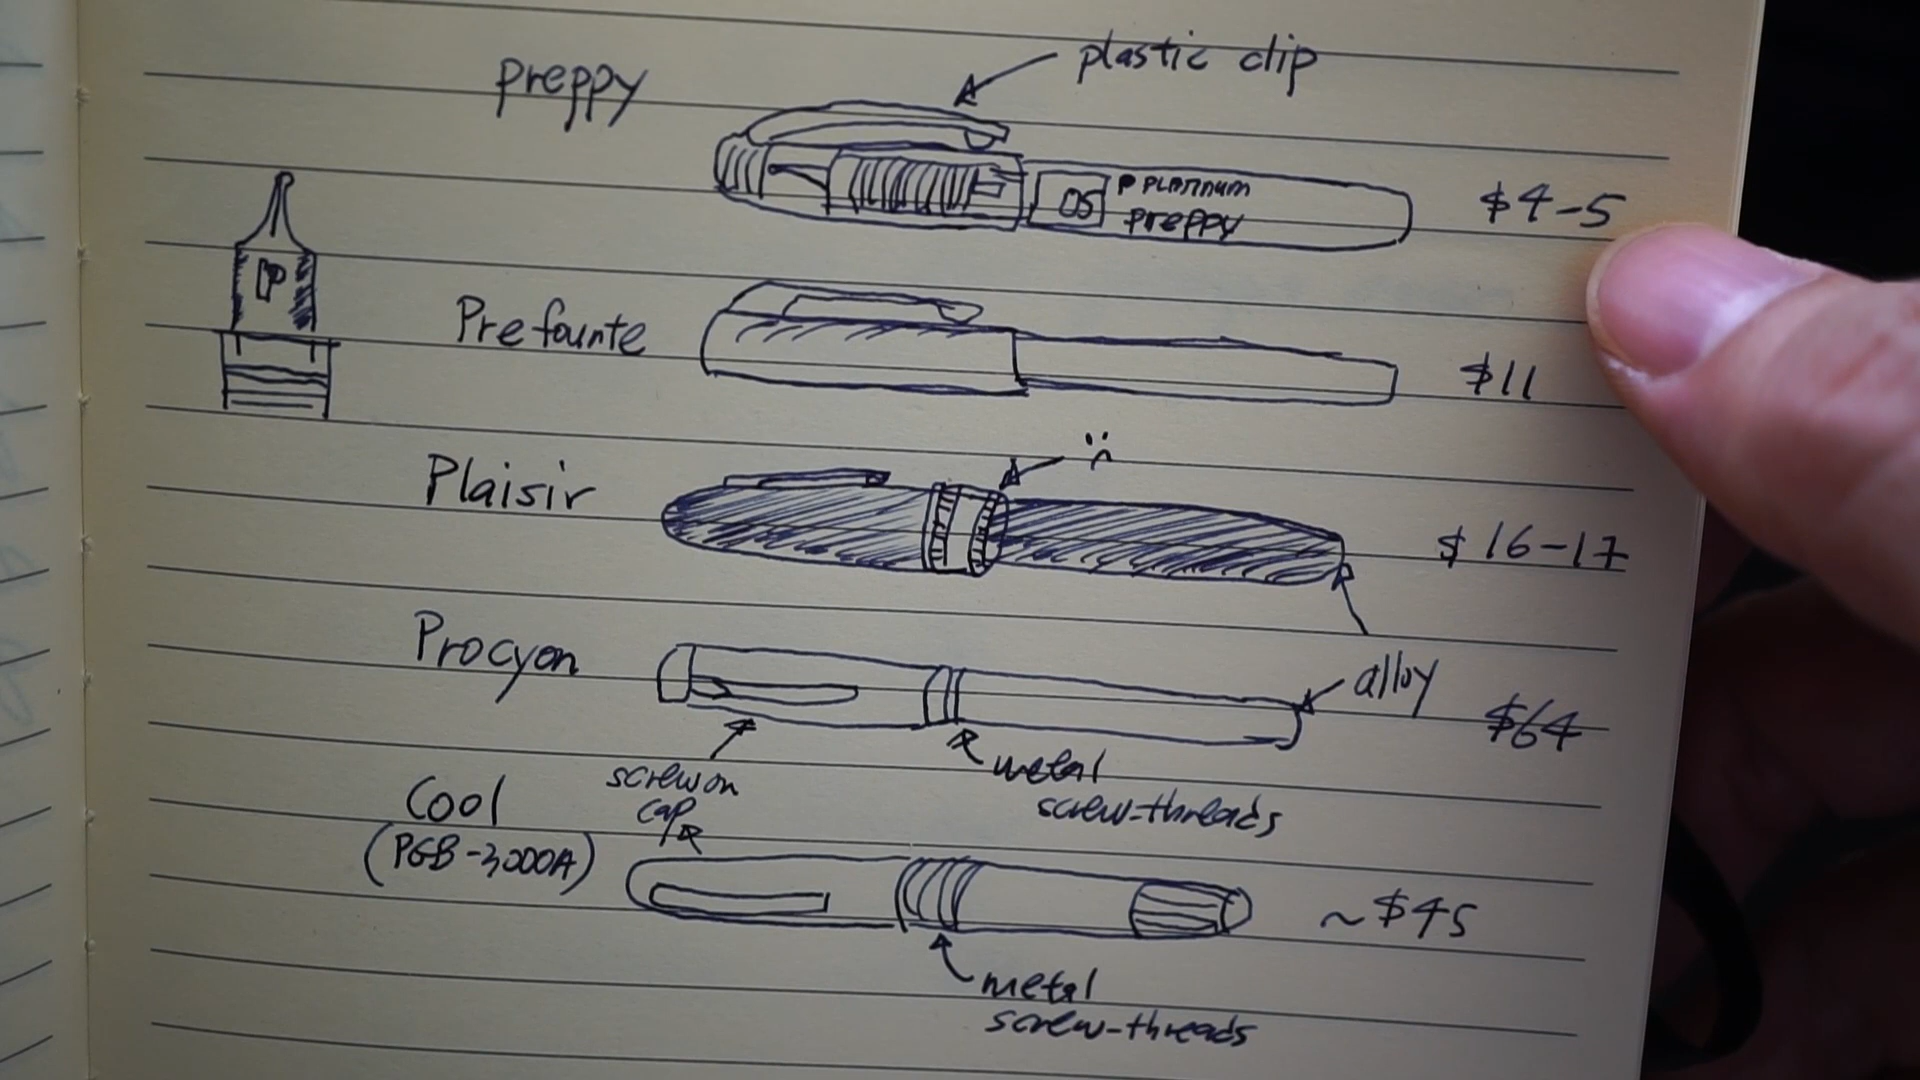 preppy
plastic clip
05
P PLATINUM
preppy
$4-5
P
Prefounte
$11
Plaisir
$16-17
Procyon
alloy
$64
screw on
cap
metal
screw-threads
Cool
(PGB-3000A)
~$45
metal
screw-threads